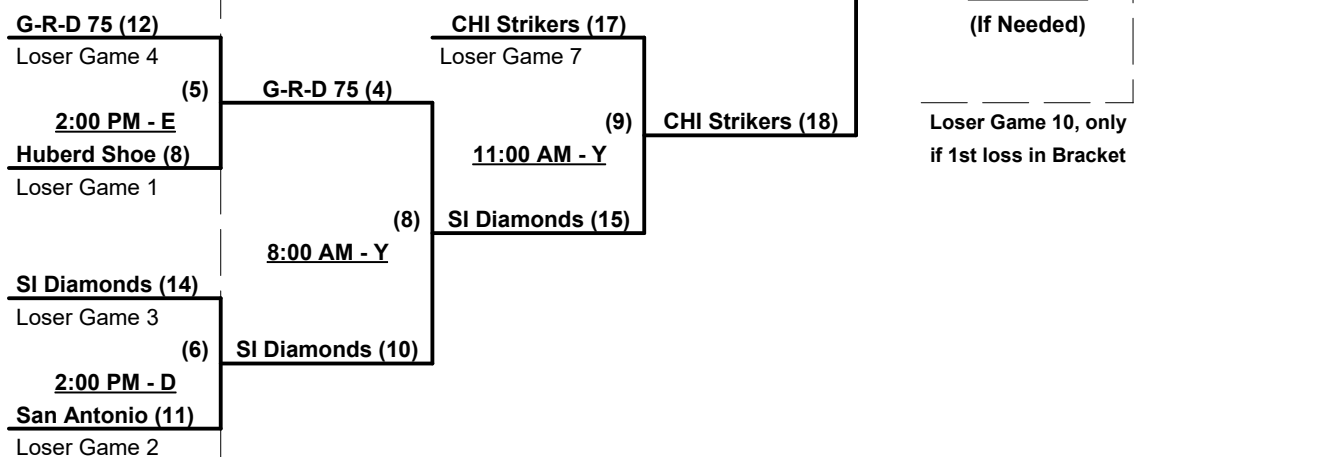 G-R-D 75 (12)
Loser Game 4
(5)
2:00 PM - E
Huberd Shoe (8)
Loser Game 1
G-R-D 75 (4)
(8)
8:00 AM - Y
SI Diamonds (14)
Loser Game 3
(6)
2:00 PM - D
San Antonio (11)
Loser Game 2
SI Diamonds (10)
CHI Strikers (17)
Loser Game 7
(9)
11:00 AM - Y
SI Diamonds (15)
CHI Strikers (18)
(If Needed)
Loser Game 10, only
if 1st loss in Bracket